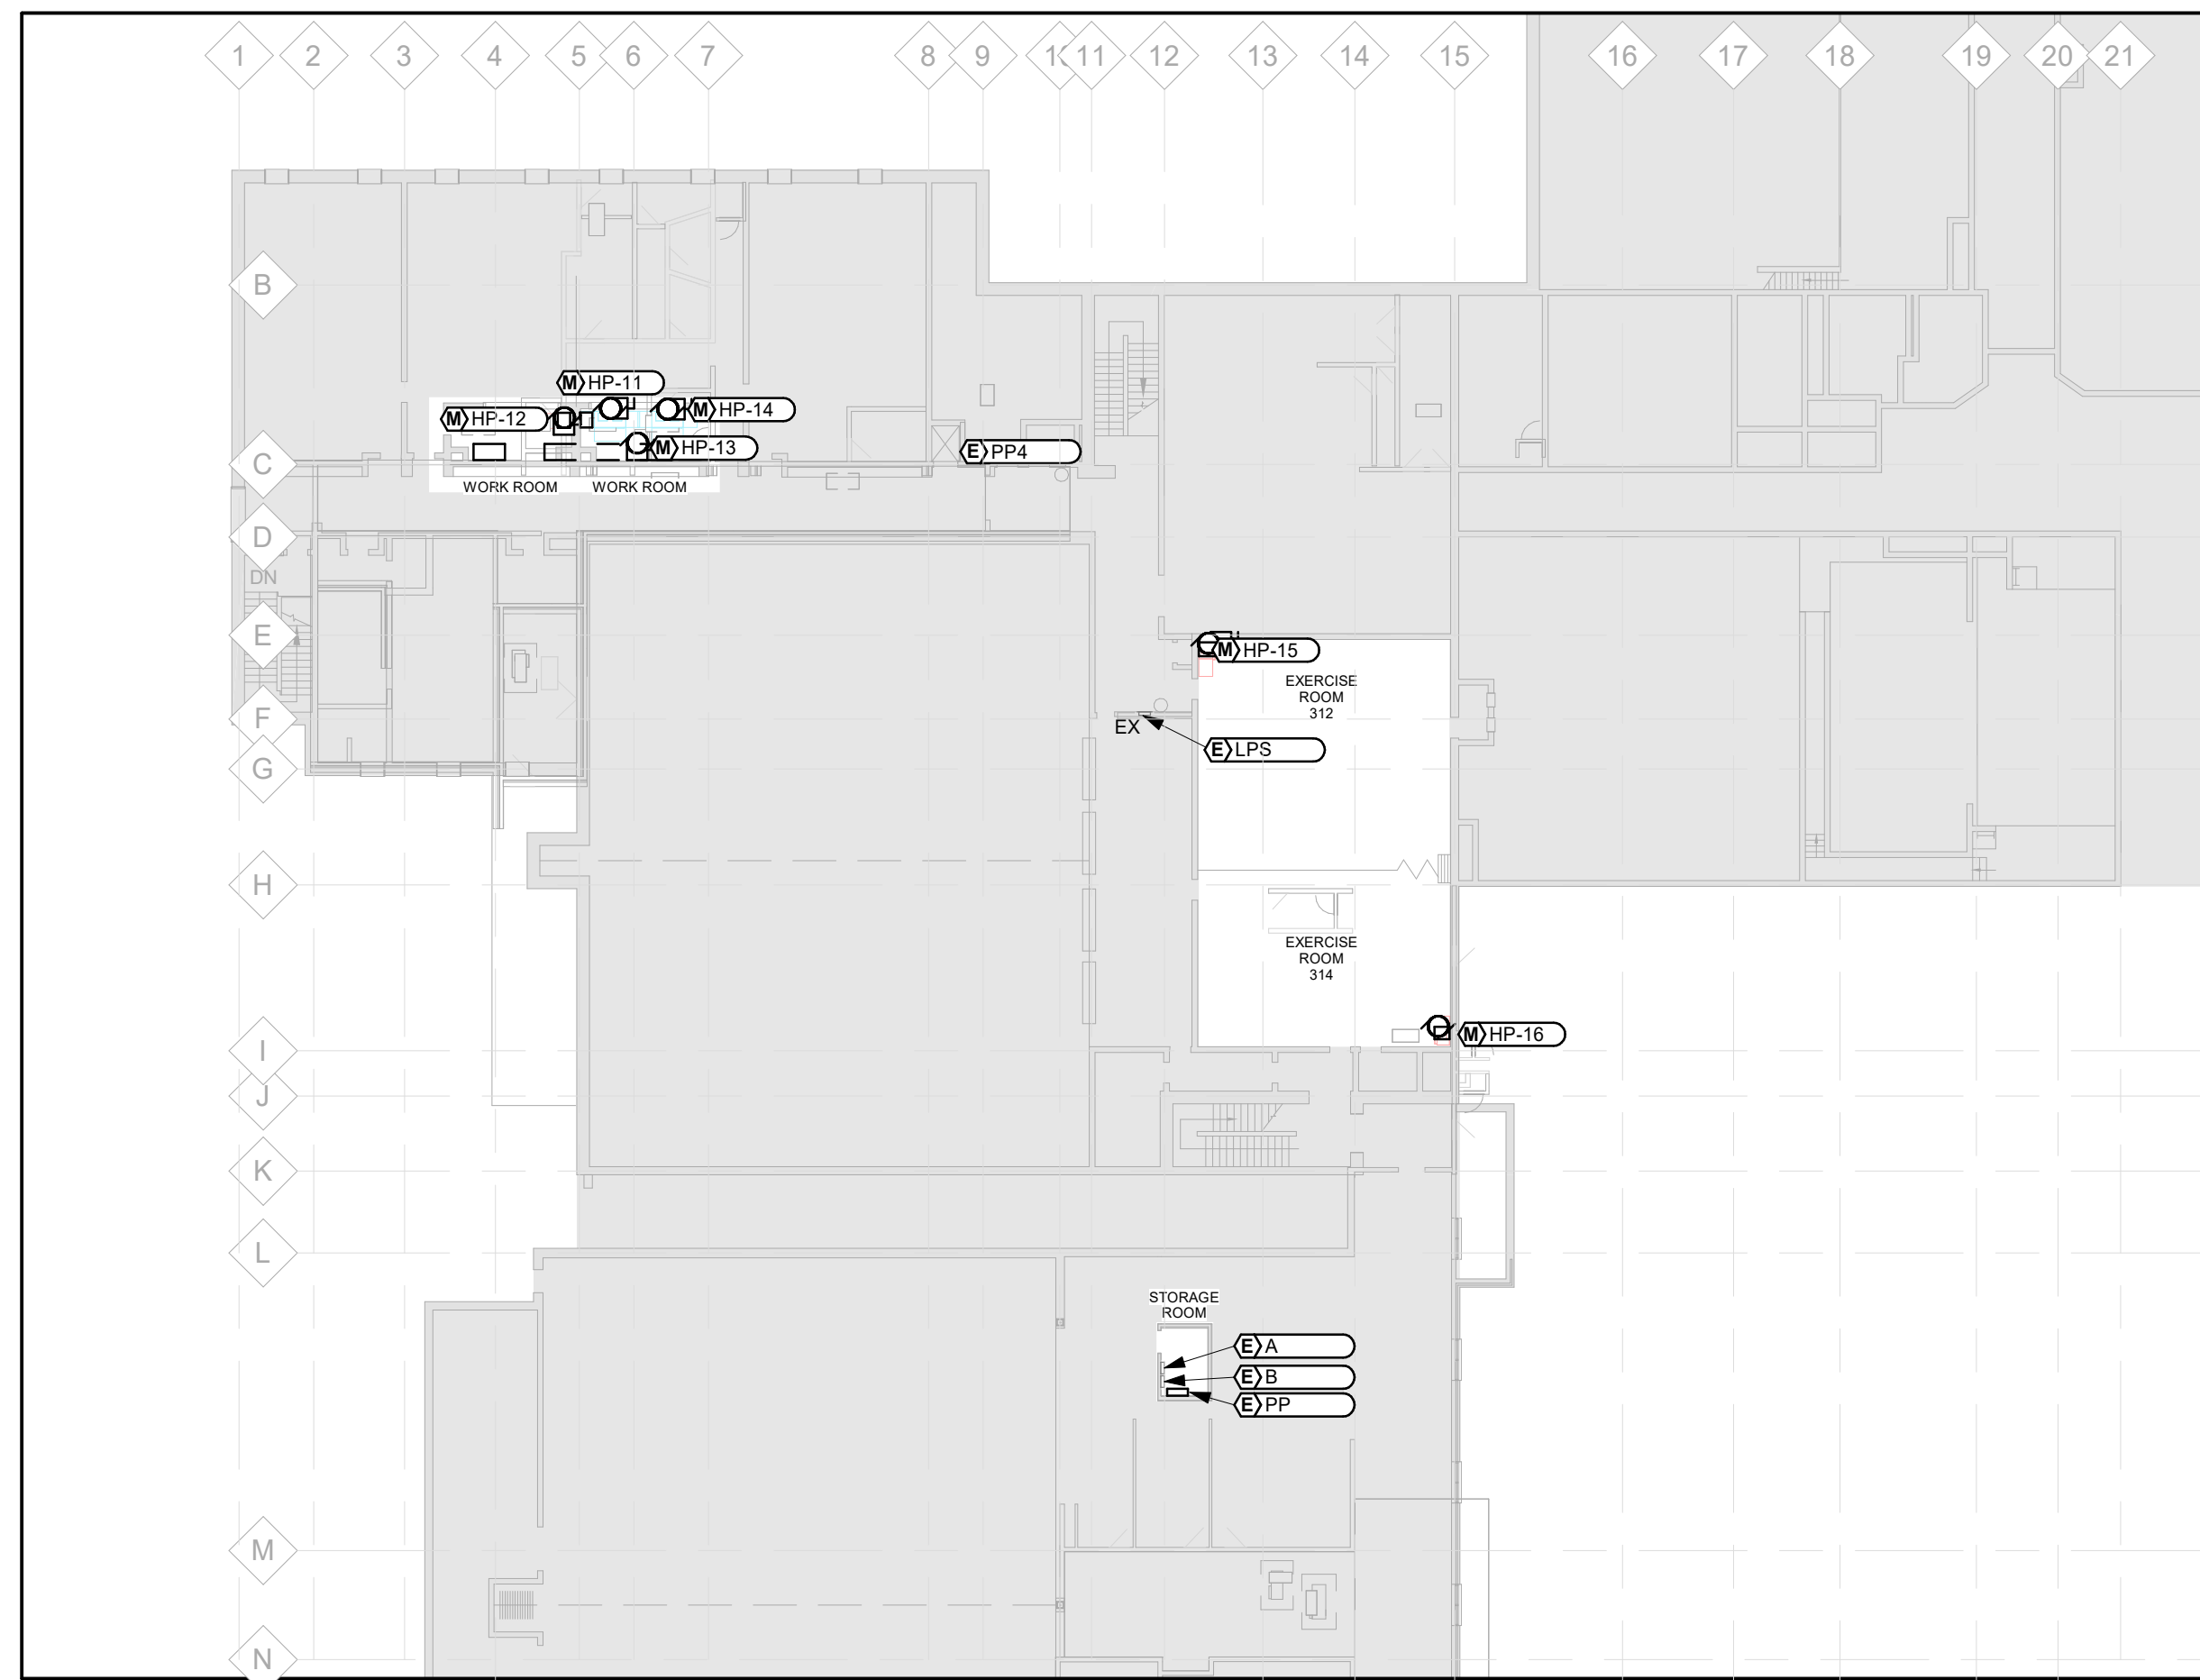 1 2 3 4 5 6 7 8 9 11 12 13 14 15 16 17 18 19 20 21
B
M HP-11
M HP-12
M HP-14
M HP-13
E PP4
C
WORK ROOM WORK ROOM
D
DN
E
M HP-15
EXERCISE
ROOM
312
F
EX
E LPS
G
H
EXERCISE
ROOM
314
M HP-16
I
J
K
L
STORAGE
ROOM
E A
E B
E PP
M
N